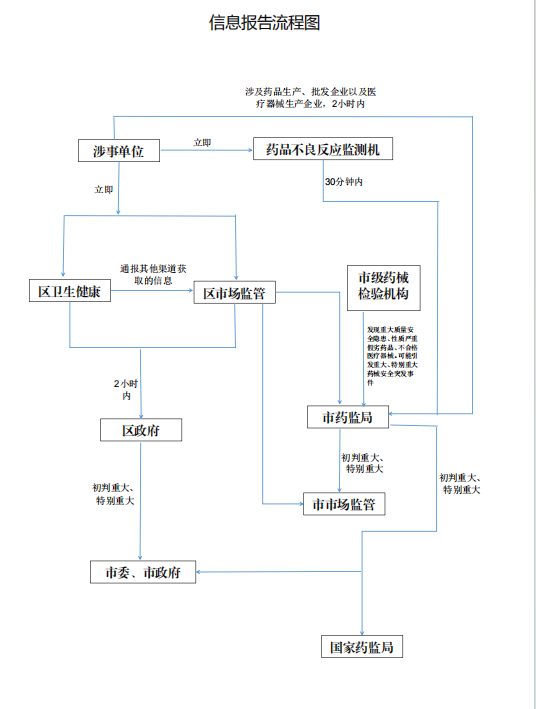 信息报告流程图
涉及药品生产、批发企业以及医
疗器械生产企业，2小时内
涉事单位
立即
药品不良反应监测机
立即
30分钟内
通报其他渠道获
取的信息
区卫生健康
区市场监管
市级药械
检验机构
发现重大质量安
全隐患、性质严重
假劣药品、不合格
医疗器械，可能引
发重大、特别重大
药械安全突发事
件
2小时
内
市药监局
区政府
初判重大、
特别重大
初判重大、
特别重大
初判重大、
特别重大
市市场监管
市委、市政府
国家药监局